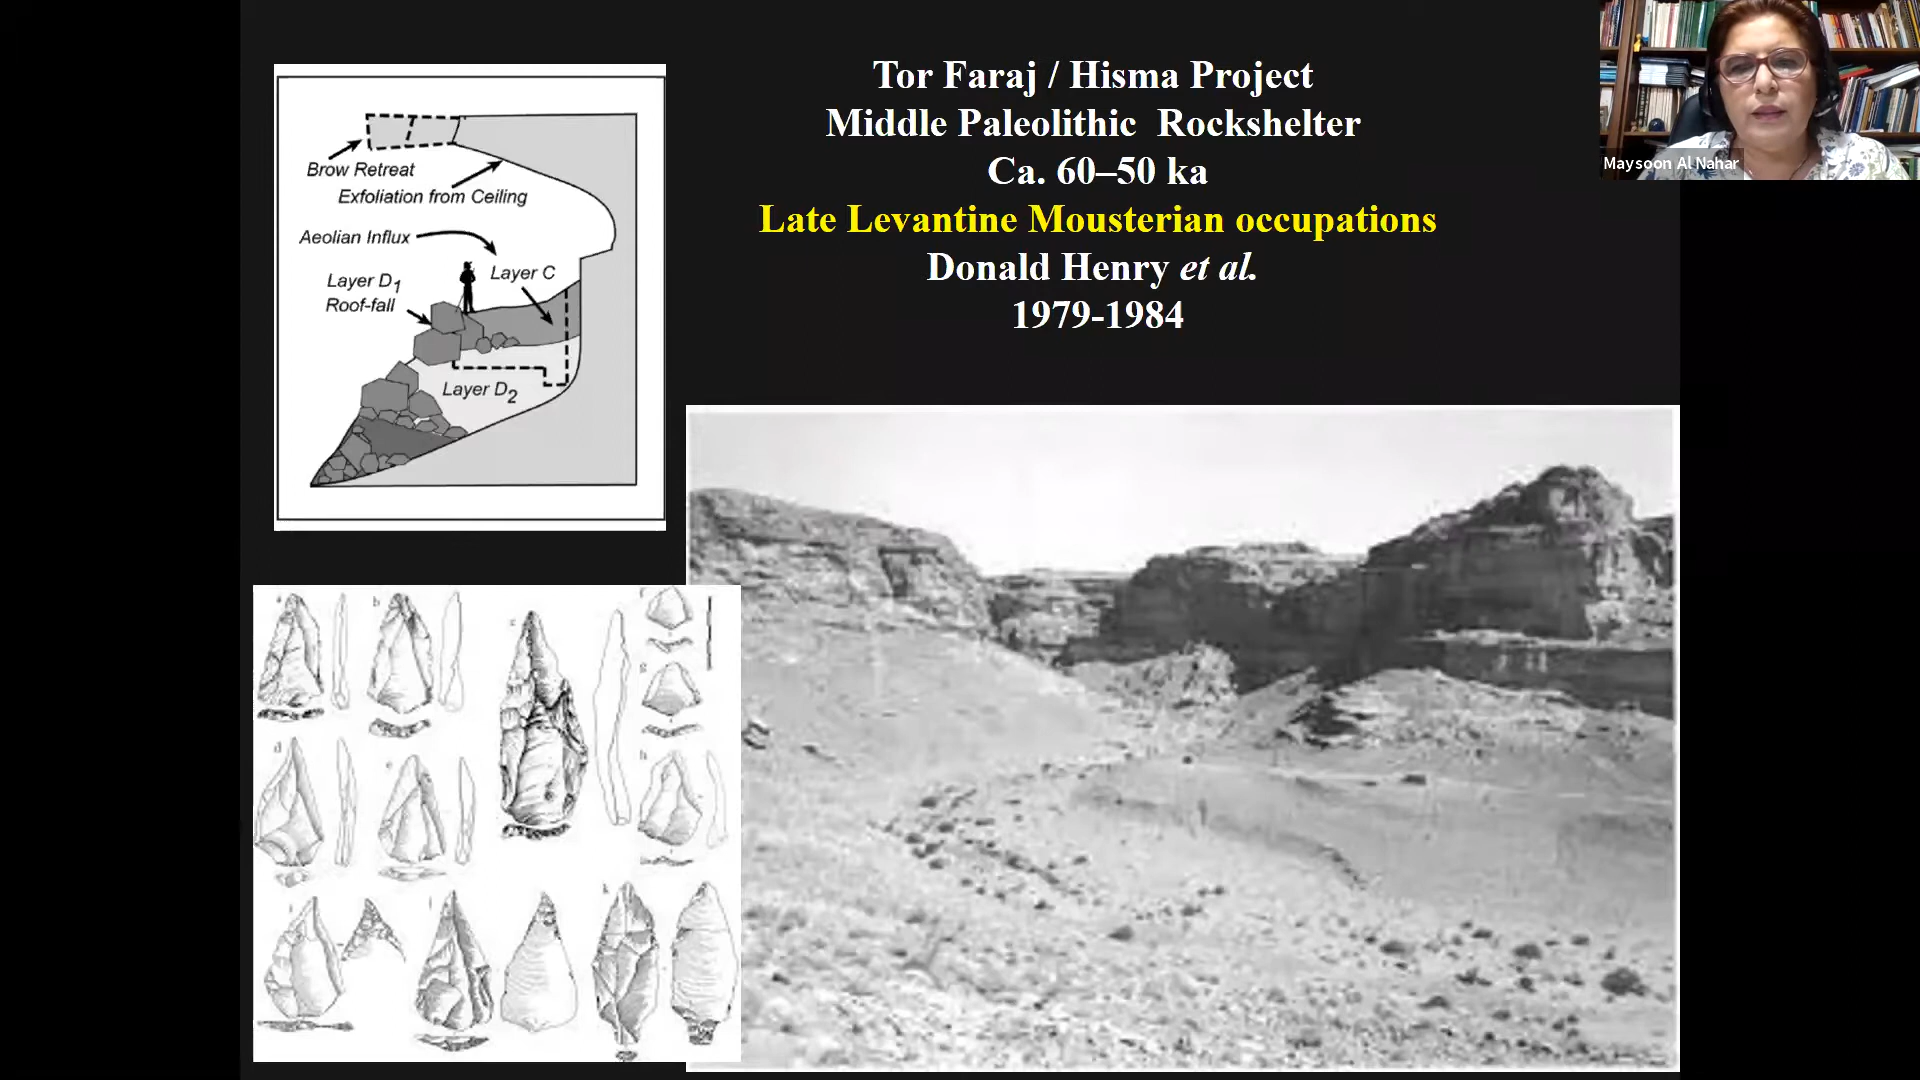 Tor Faraj / Hisma Project
Middle Paleolithic Rockshelter
Ca. 60–50 ka
Late Levantine Mousterian occupations
Donald Henry et al.
1979-1984
Maysoon Al Nahar
Brow Retreat
Exfoliation from Ceiling
Aeolian Influx
Layer C
Layer D1
Roof-fall
Layer D2
a
b
c
d
e
g
h
k